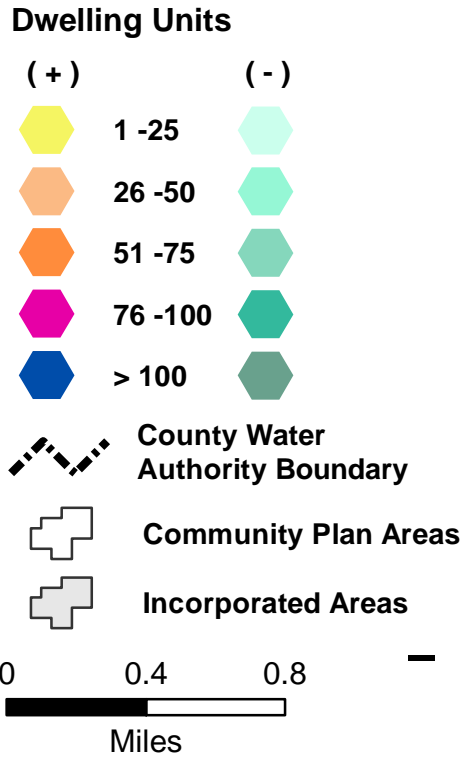 Dwelling Units
( + ) ( - )
1 -25
26 -50
51 -75
76 -100
> 100
County Water
Authority Boundary
Community Plan Areas
Incorporated Areas
0 0.4 0.8
Miles